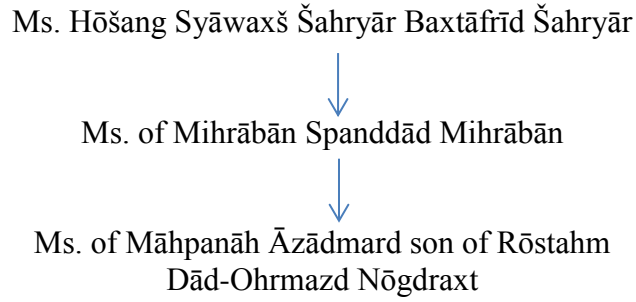 Ms. Hōšang Syāwaxš Šahryār Baxtāfrīd Šahryār
Ms. of Mihrābān Spanddād Mihrābān
Ms. of Māhpanāh Āzādmard son of Rōstahm
Dād-Ohrmazd Nōgdraxt